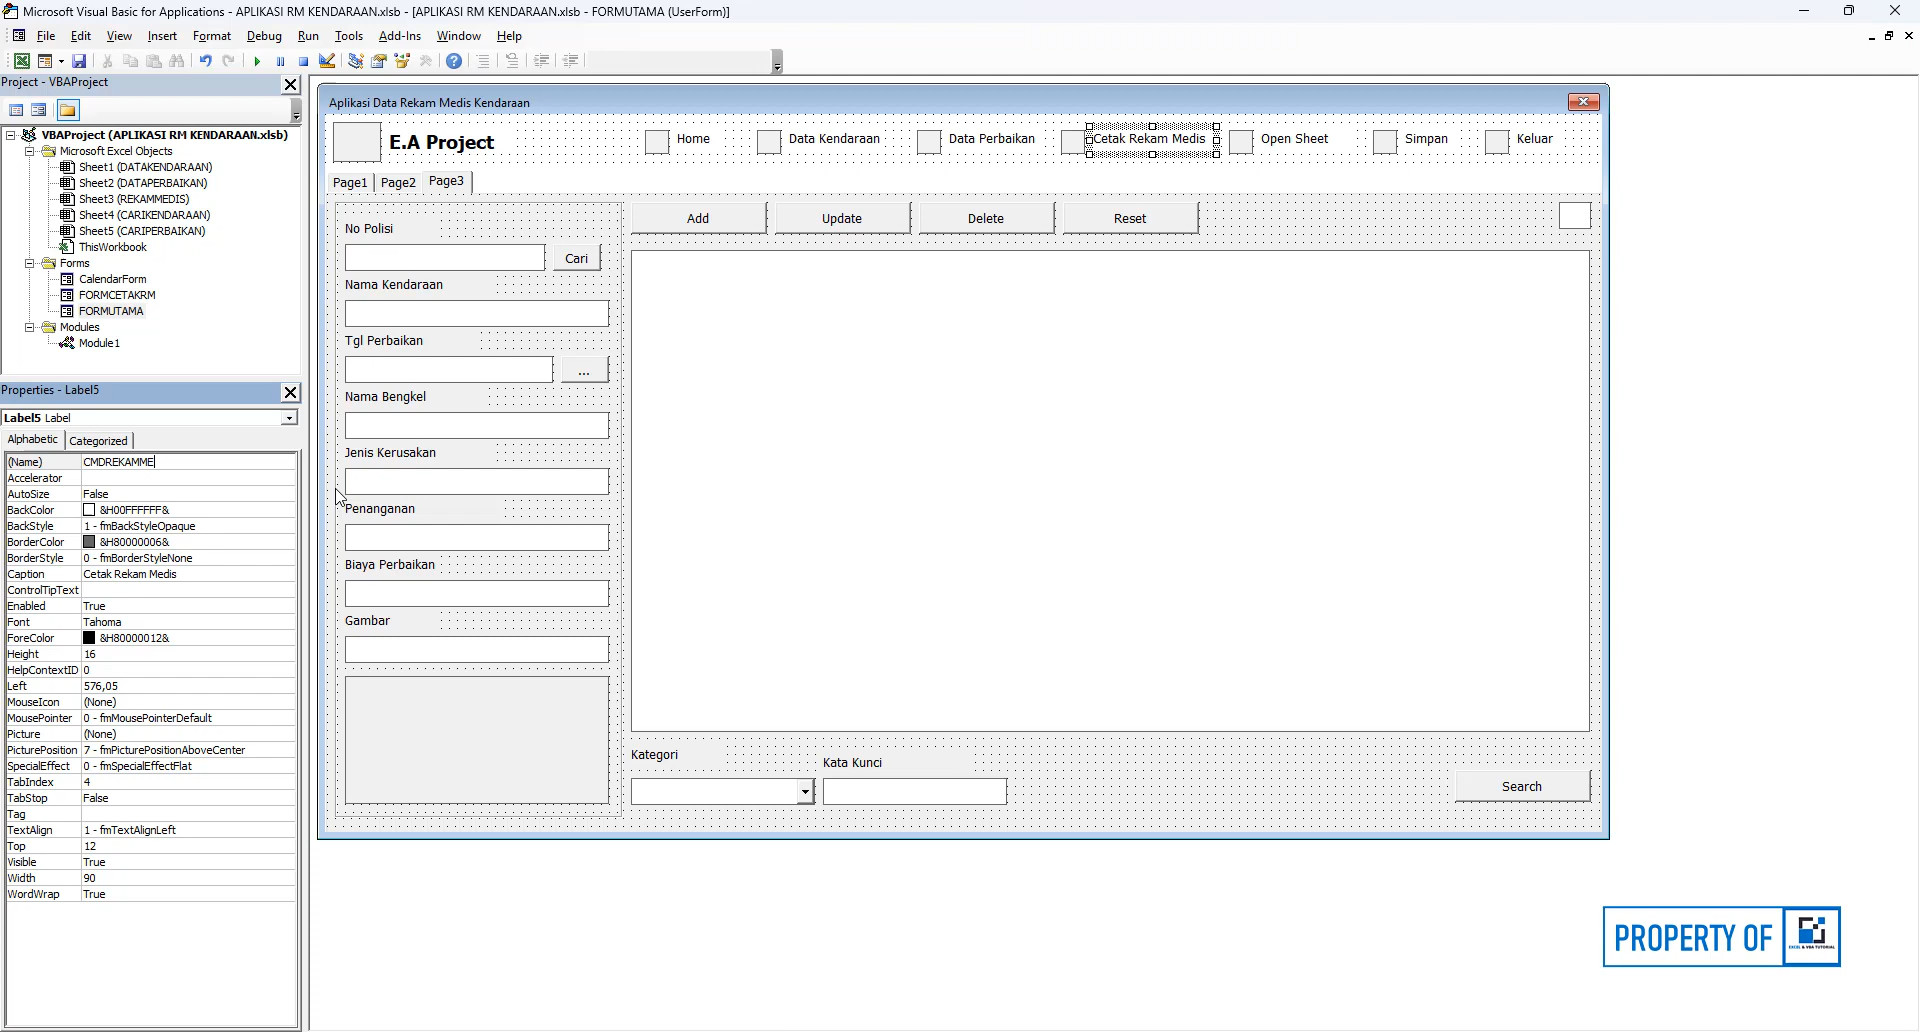 Microsoft Visual Basic for Applications - APLIKASI RM KENDARAAN.xlsb - [APLIKASI RM KENDARAAN.xlsb - FORMUTAMA (UserForm)]
File Edit View Insert Format Debug Run Tools Add-Ins Window Help
Project - VBAProject
VBAProject (APLIKASI RM KENDARAAN.xlsb)
Microsoft Excel Objects
Sheet1 (DATAKENDARAAN)
Sheet2 (DATAPERBAIKAN)
Sheet3 (REKAMMEDIS)
Sheet4 (CARIKENDARAAN)
Sheet5 (CARIPERBAIKAN)
ThisWorkbook
Forms
CalendarForm
FORMCETAKRM
FORMUTAMA
Modules
Module1
Properties - Label5
Label5 Label
Alphabetic Categorized
(Name) CMDREKAMME
Accelerator
AutoSize False
BackColor &H00FFFFFF&
BackStyle 1 - fmBackStyleOpaque
BorderColor &H80000006&
BorderStyle 0 - fmBorderStyleNone
Caption Cetak Rekam Medis
ControlTipText
Enabled True
Font Tahoma
ForeColor &H80000012&
Height 16
HelpContextID 0
Left 576,05
MouseIcon (None)
MousePointer 0 - fmMousePointerDefault
Picture (None)
PicturePosition 7 - fmPicturePositionAboveCenter
SpecialEffect 0 - fmSpecialEffectFlat
TabIndex 4
TabStop False
Tag
TextAlign 1 - fmTextAlignLeft
Top 12
Visible True
Width 90
WordWrap True
Aplikasi Data Rekam Medis Kendaraan
E.A Project Home Data Kendaraan Data Perbaikan Cetak Rekam Medis Open Sheet Simpan Keluar
Page1 Page2 Page3
No Polisi
Cari
Nama Kendaraan
Tgl Perbaikan
...
Nama Bengkel
Jenis Kerusakan
Penanganan
Biaya Perbaikan
Gambar
Add Update Delete Reset
Kategori
Kata Kunci
Search
PROPERTY OF
EXCEL & VBA TUTORIAL